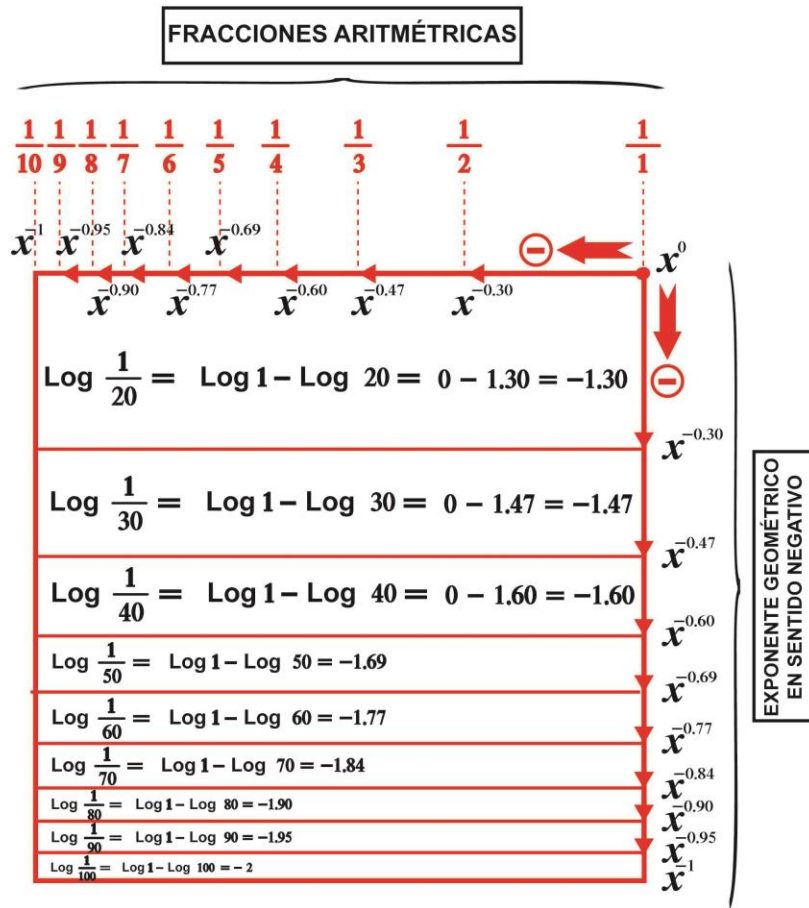 FRACCIONES ARITMÉTRICAS
1/10 1/9 1/8 1/7 1/6 1/5 1/4 1/3 1/2 1/1
x^-1 x^-0.95 x^-0.84 x^-0.69 − x^0
x^-0.90 x^-0.77 x^-0.60 x^-0.47 x^-0.30
Log 1/20 = Log 1 − Log 20 = 0 − 1.30 = −1.30 −
x^-0.30
Log 1/30 = Log 1 − Log 30 = 0 − 1.47 = −1.47
x^-0.47
Log 1/40 = Log 1 − Log 40 = 0 − 1.60 = −1.60
x^-0.60
Log 1/50 = Log 1 − Log 50 = −1.69
x^-0.69
Log 1/60 = Log 1 − Log 60 = −1.77
x^-0.77
Log 1/70 = Log 1 − Log 70 = −1.84
x^-0.84
Log 1/80 = Log 1 − Log 80 = −1.90
x^-0.90
Log 1/90 = Log 1 − Log 90 = −1.95
x^-0.95
Log 1/100 = Log 1 − Log 100 = − 2
x^-1
EXPONENTE GEOMÉTRICO
EN SENTIDO NEGATIVO